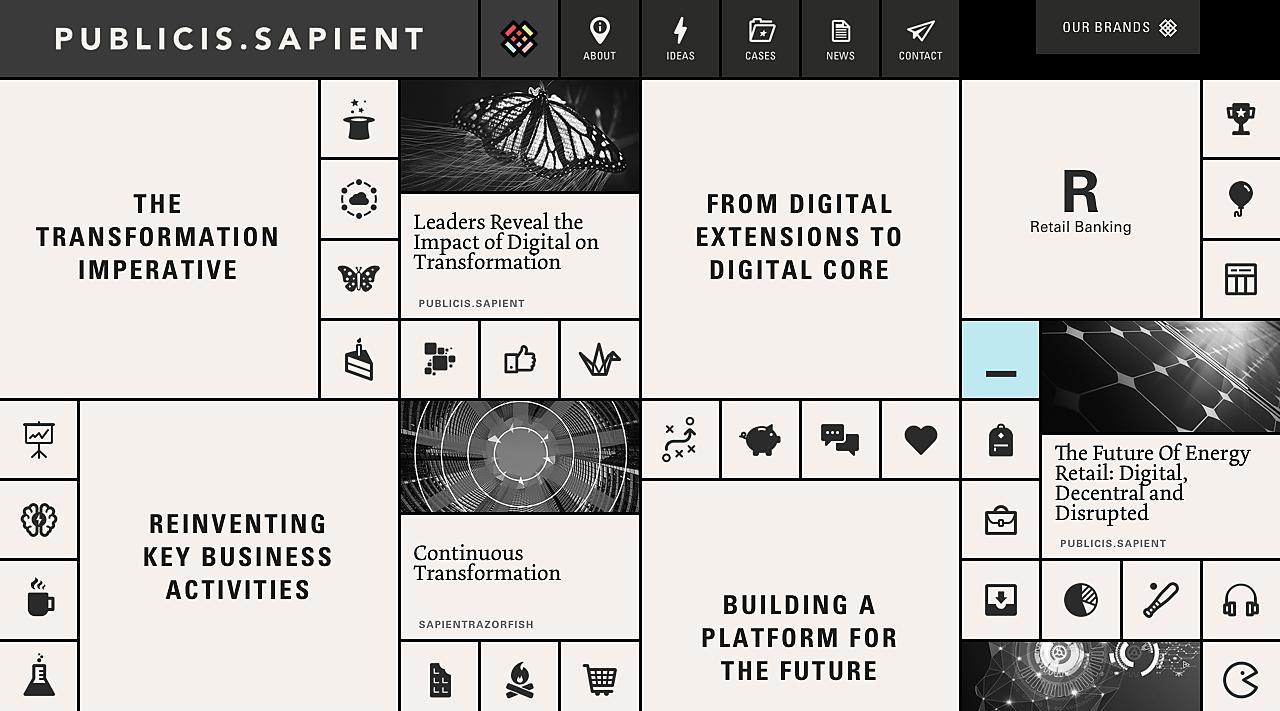 PUBLICIS.SAPIENT
ABOUT
IDEAS
CASES
NEWS
CONTACT
OUR BRANDS
THE
TRANSFORMATION
IMPERATIVE
Leaders Reveal the
Impact of Digital on
Transformation
PUBLICIS.SAPIENT
FROM DIGITAL
EXTENSIONS TO
DIGITAL CORE
R
Retail Banking
REINVENTING
KEY BUSINESS
ACTIVITIES
Continuous
Transformation
SAPIENTRAZORFISH
BUILDING A
PLATFORM FOR
THE FUTURE
The Future Of Energy
Retail: Digital,
Decentral and
Disrupted
PUBLICIS.SAPIENT